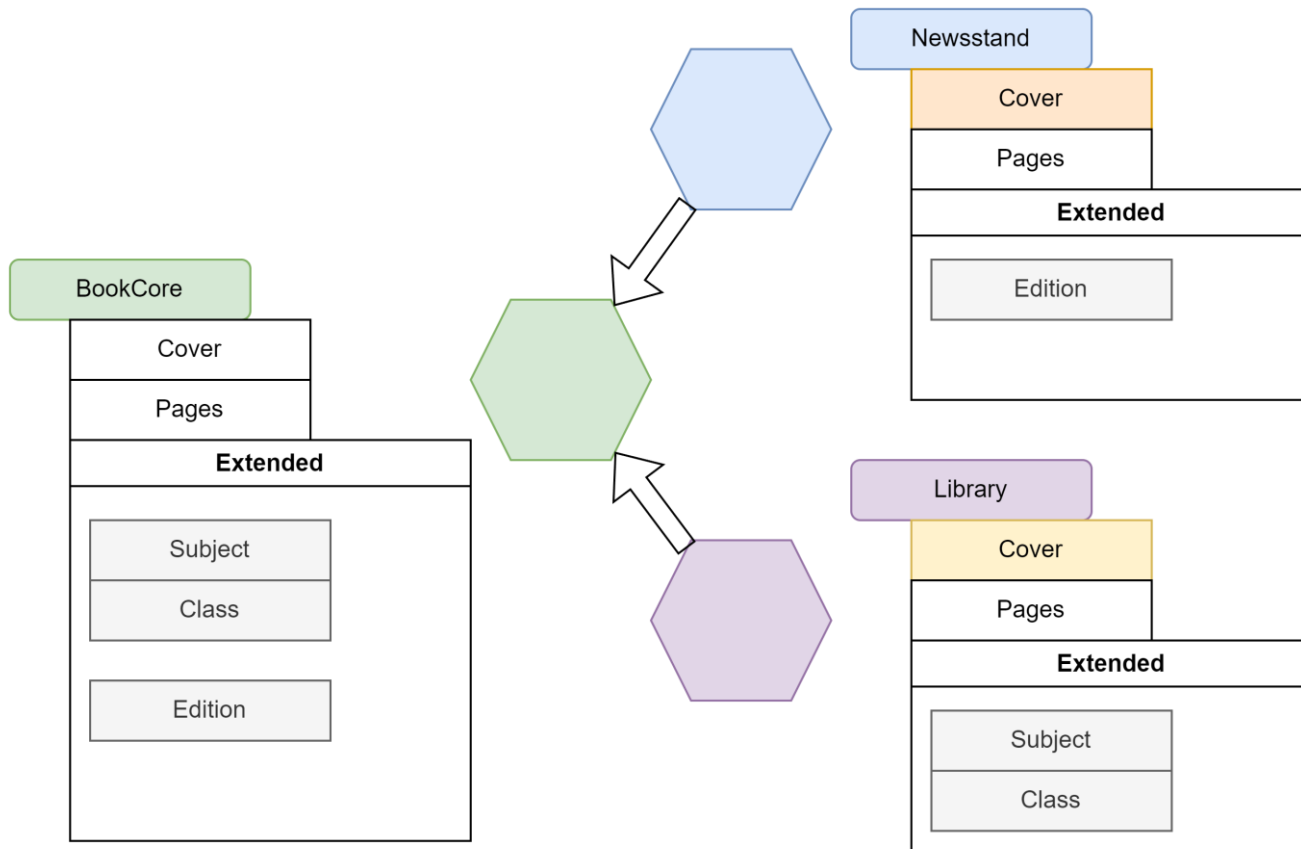 Newsstand
Cover
Pages
Extended
Edition
BookCore
Cover
Pages
Extended
Subject
Class
Edition
Library
Cover
Pages
Extended
Subject
Class